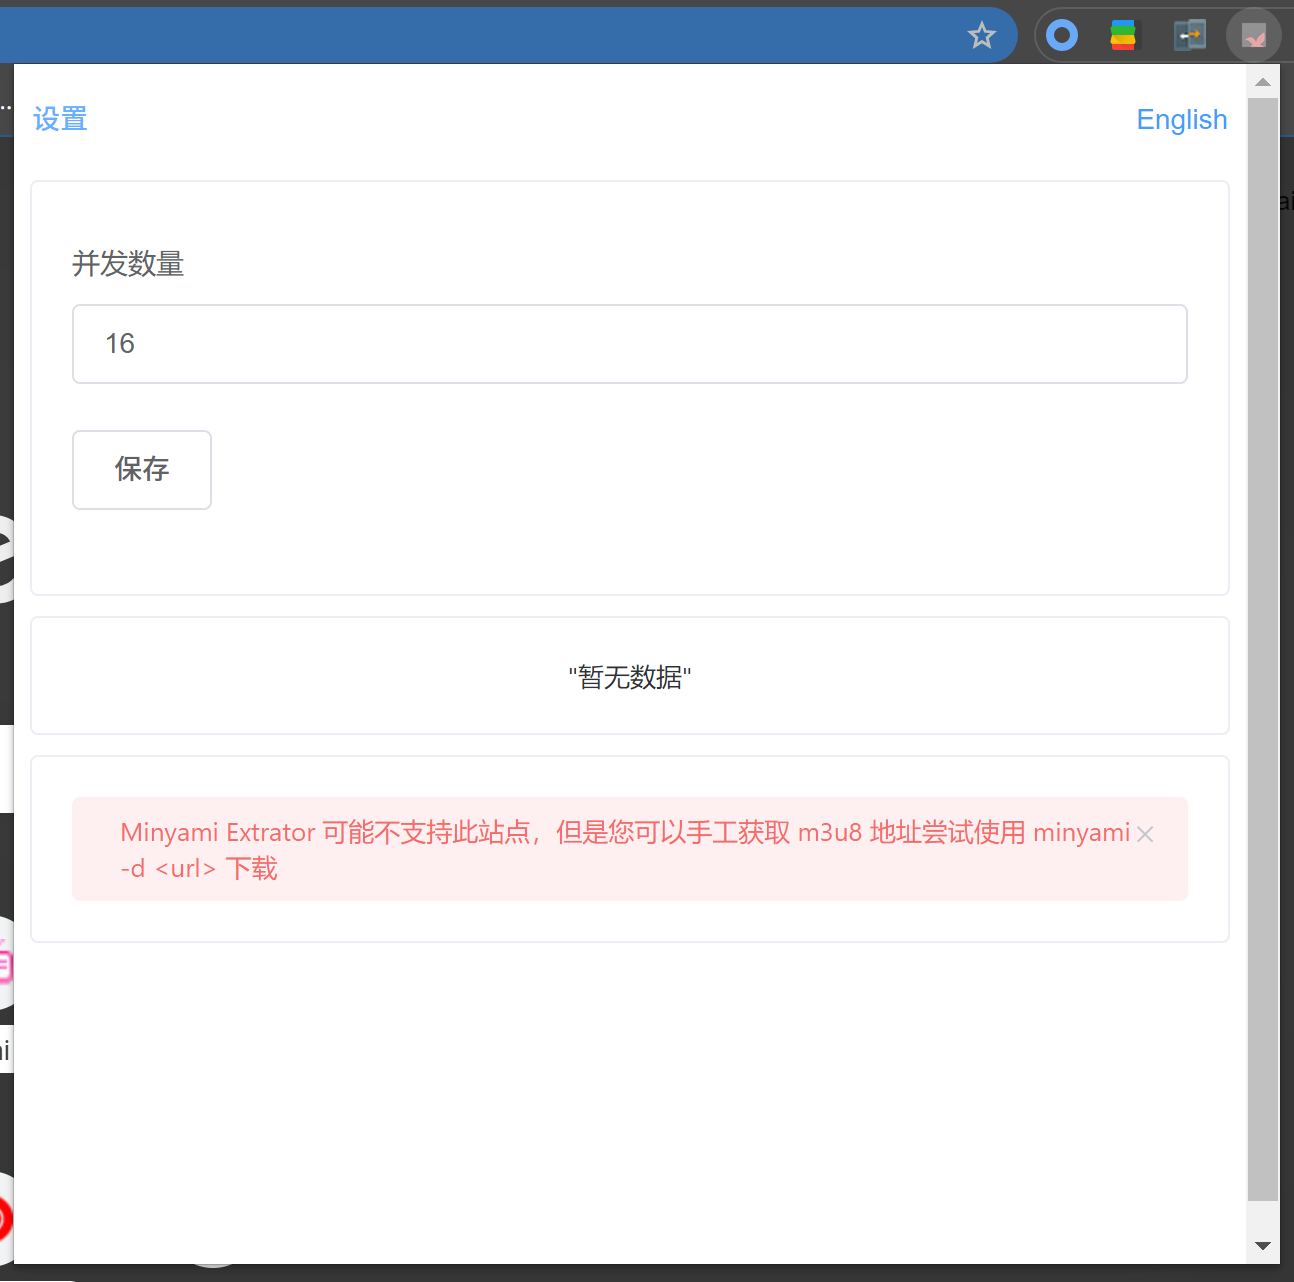 设置
English
并发数量
16
保存
"暂无数据"
Minyami Extrator 可能不支持此站点，但是您可以手工获取 m3u8 地址尝试使用 minyami
-d <url> 下载